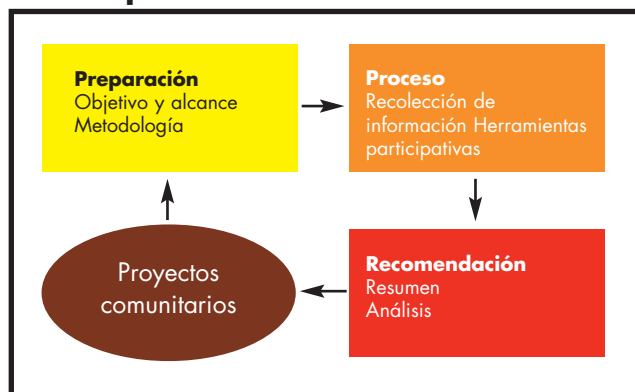 Preparación
Objetivo y alcance
Metodología
Proceso
Recolección de
información Herramientas
participativas
Recomendación
Resumen
Análisis
Proyectos
comunitarios